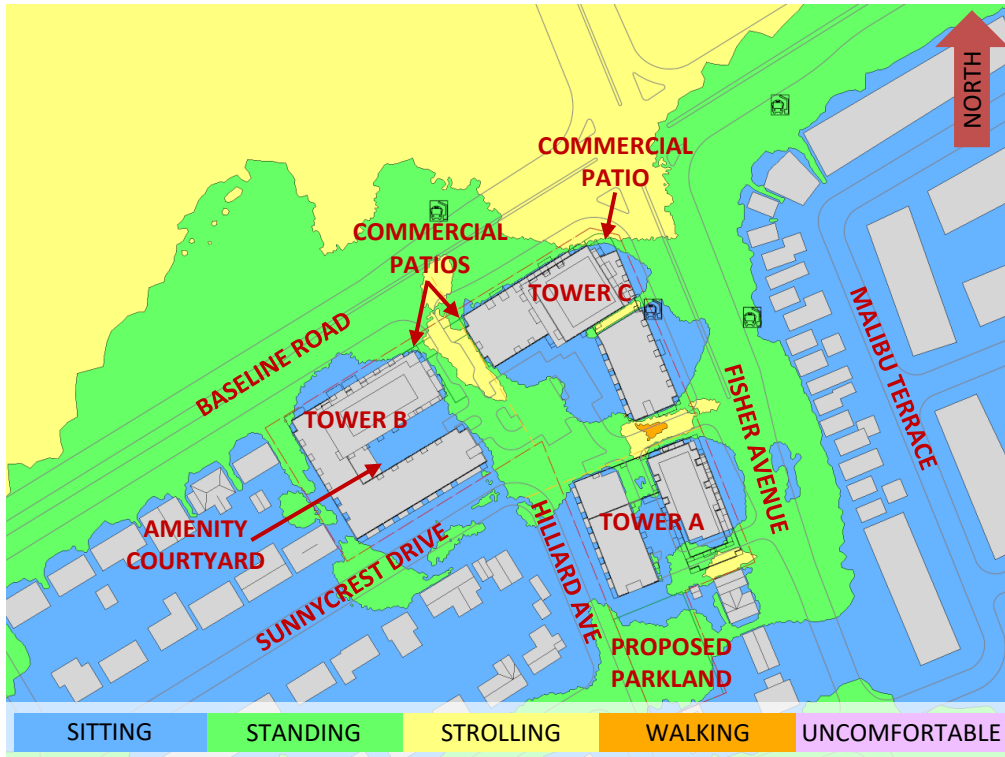 NORTH
COMMERCIAL
PATIO
COMMERCIAL
PATIOS
TOWER C
BASELINE ROAD
MALIBU TERRACE
FISHER AVENUE
TOWER B
TOWER A
AMENITY
COURTYARD
SUNNYCREST DRIVE
HILLIARD AVE
PROPOSED
PARKLAND
SITTING
STANDING
STROLLING
WALKING
UNCOMFORTABLE